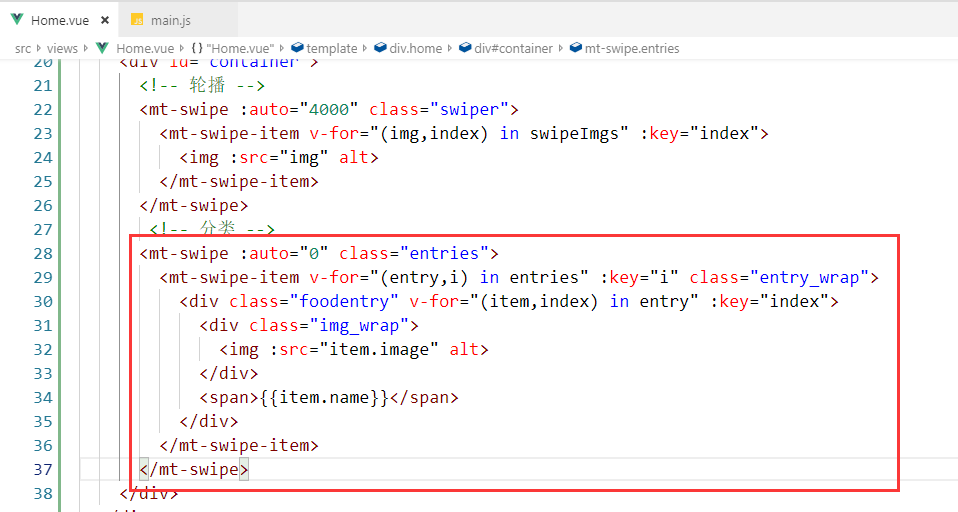 Home.vue × JS main.js
src views Home.vue {} "Home.vue" template div.home div#container mt-swipe.entries
20 <div id="container">
21 <!-- 轮播 -->
22 <mt-swipe :auto="4000" class="swiper">
23 <mt-swipe-item v-for="(img,index) in swipeImgs" :key="index">
24 <img :src="img" alt>
25 </mt-swipe-item>
26 </mt-swipe>
27 <!-- 分类 -->
28 <mt-swipe :auto="0" class="entries">
29 <mt-swipe-item v-for="(entry,i) in entries" :key="i" class="entry_wrap">
30 <div class="foodentry" v-for="(item,index) in entry" :key="index">
31 <div class="img_wrap">
32 <img :src="item.image" alt>
33 </div>
34 <span>{{item.name}}</span>
35 </div>
36 </mt-swipe-item>
37 </mt-swipe>
38 </div>